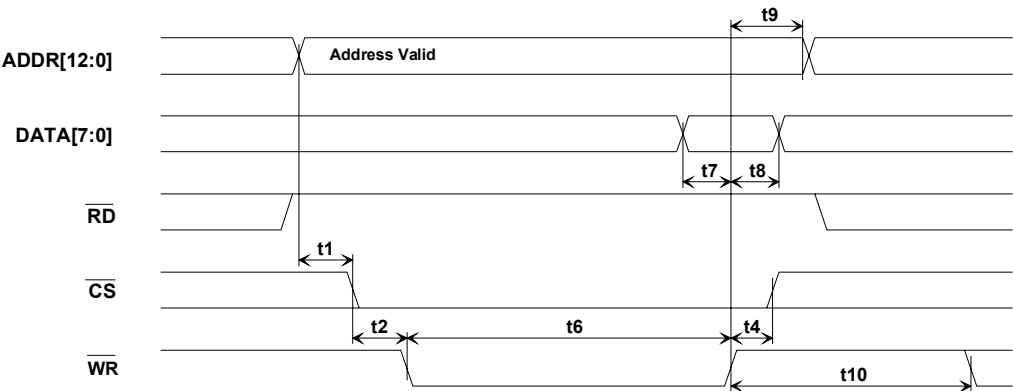 t9
ADDR[12:0]
Address Valid
DATA[7:0]
t7
t8
RD
t1
CS
t2
t6
t4
WR
t10